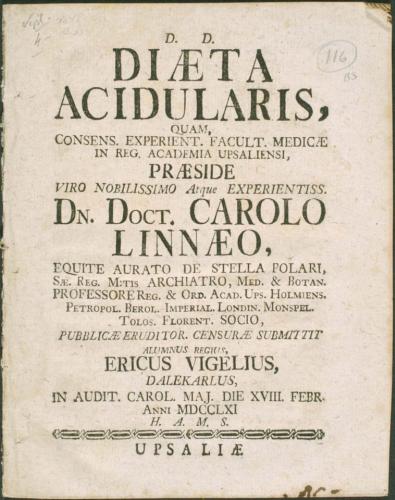 116
D. D.
DIÆTA
ACIDULARIS,
QUAM,
CONSENS. EXPERIENT. FACULT. MEDICÆ
IN REG. ACADEMIA UPSALIENSI,
PRÆSIDE
VIRO NOBILISSIMO Atque EXPERIENTISS.
DN. DOCT. CAROLO
LINNÆO,
EQUITE AURATO DE STELLA POLARI,
SÆ. REG. M:TIS ARCHIATRO, MED. & BOTAN.
PROFESSORE REG. & ORD. ACAD. UPS. HOLMIENS.
PETROPOL. BEROL. IMPERIAL. LONDIN. MONSPEL.
TOLOS. FLORENT. SOCIO,
PUBBLICÆ ERUDITOR. CENSURÆ SUBMITTIT
ALUMNUS REGIUS,
ERICUS VIGELIUS,
DALEKARLUS,
IN AUDIT. CAROL. MAJ. DIE XVIII. FEBR.
ANNI MDCCLXI
H. A. M. S.
UPSALIÆ